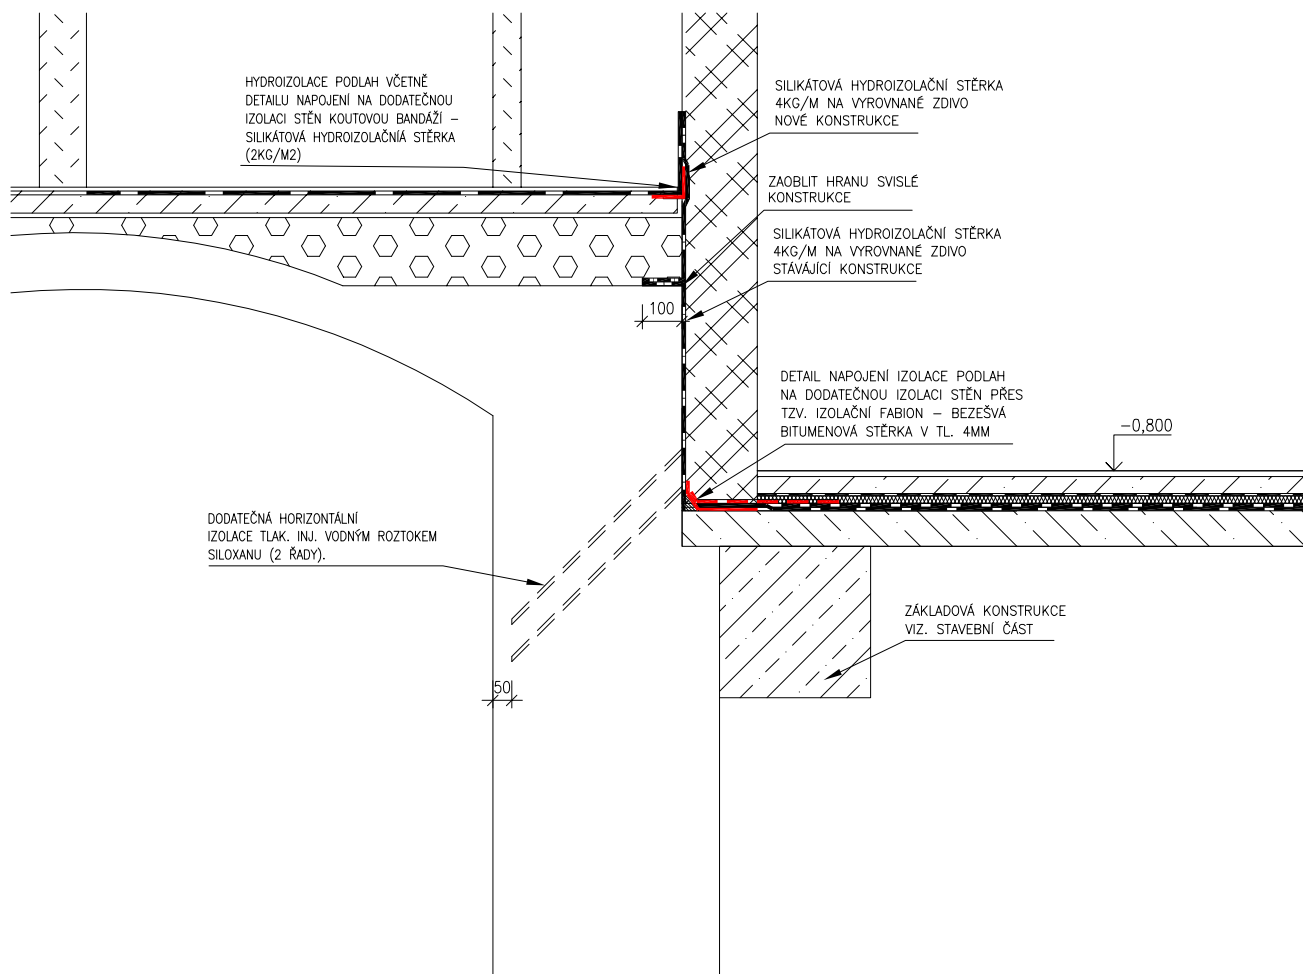 HYDROIZOLACE PODLAH VČETNĚ
DETAILU NAPOJENÍ NA DODATEČNOU
IZOLACI STĚN KOUTOVOU BANDÁŽÍ –
SILIKÁTOVÁ HYDROIZOLAČNÍÁ STĚRKA
(2KG/M2)
SILIKÁTOVÁ HYDROIZOLAČNÍ STĚRKA
4KG/M NA VYROVNANÉ ZDIVO
NOVÉ KONSTRUKCE
ZAOBLIT HRANU SVISLÉ
KONSTRUKCE
SILIKÁTOVÁ HYDROIZOLAČNÍ STĚRKA
4KG/M NA VYROVNANÉ ZDIVO
STÁVÁJÍCÍ KONSTRUKCE
100
DETAIL NAPOJENÍ IZOLACE PODLAH
NA DODATEČNOU IZOLACI STĚN PŘES
TZV. IZOLAČNÍ FABION – BEZEŠVÁ
BITUMENOVÁ STĚRKA V TL. 4MM
-0,800
DODATEČNÁ HORIZONTÁLNÍ
IZOLACE TLAK. INJ. VODNÝM ROZTOKEM
SILOXANU (2 ŘADY).
ZÁKLADOVÁ KONSTRUKCE
VIZ. STAVEBNÍ ČÁST
50